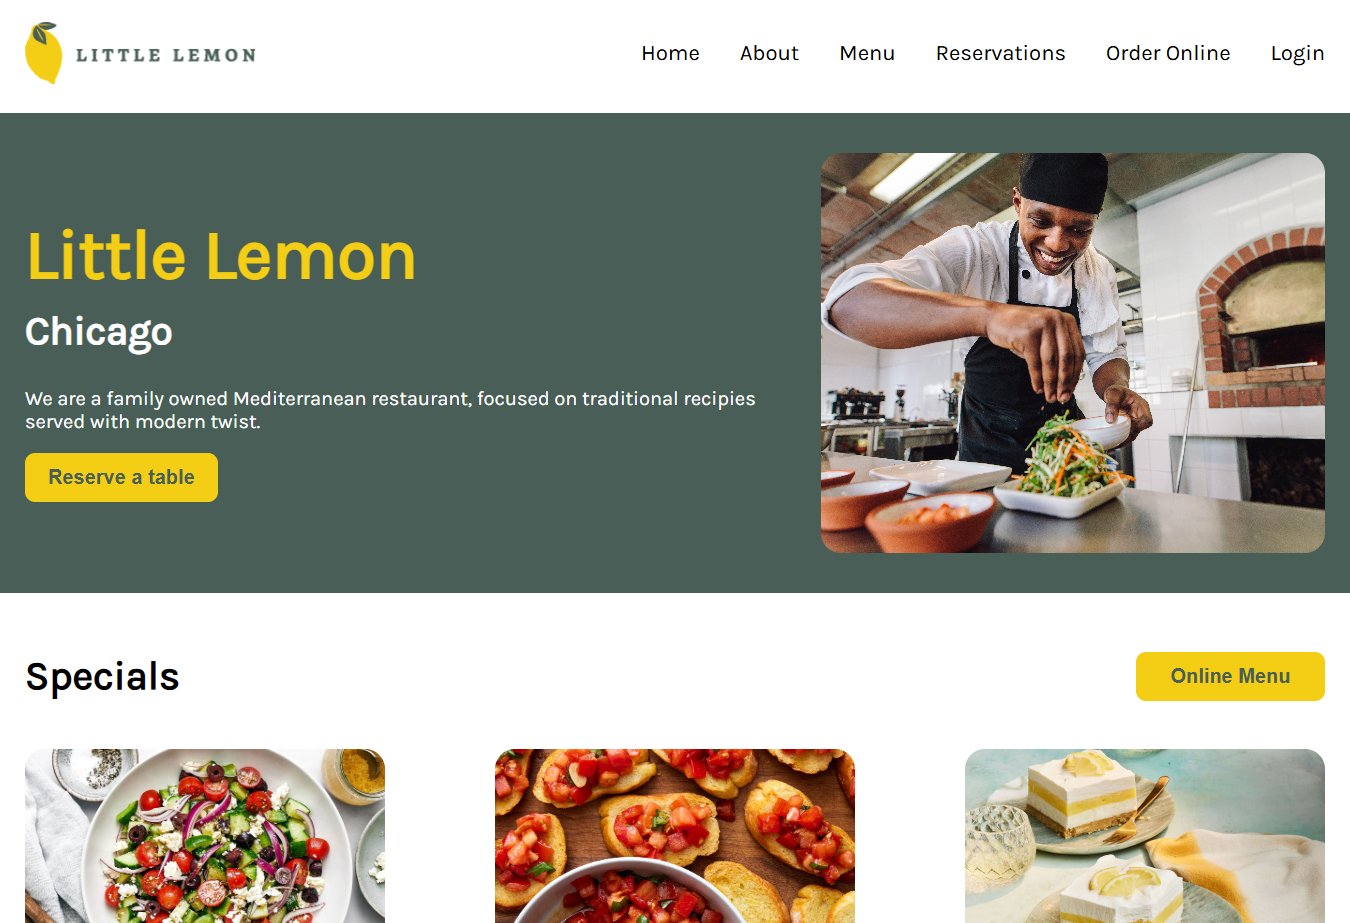 LITTLE LEMON
Home About Menu Reservations Order Online Login
Little Lemon
Chicago
We are a family owned Mediterranean restaurant, focused on traditional recipies
served with modern twist.
Reserve a table
Specials
Online Menu